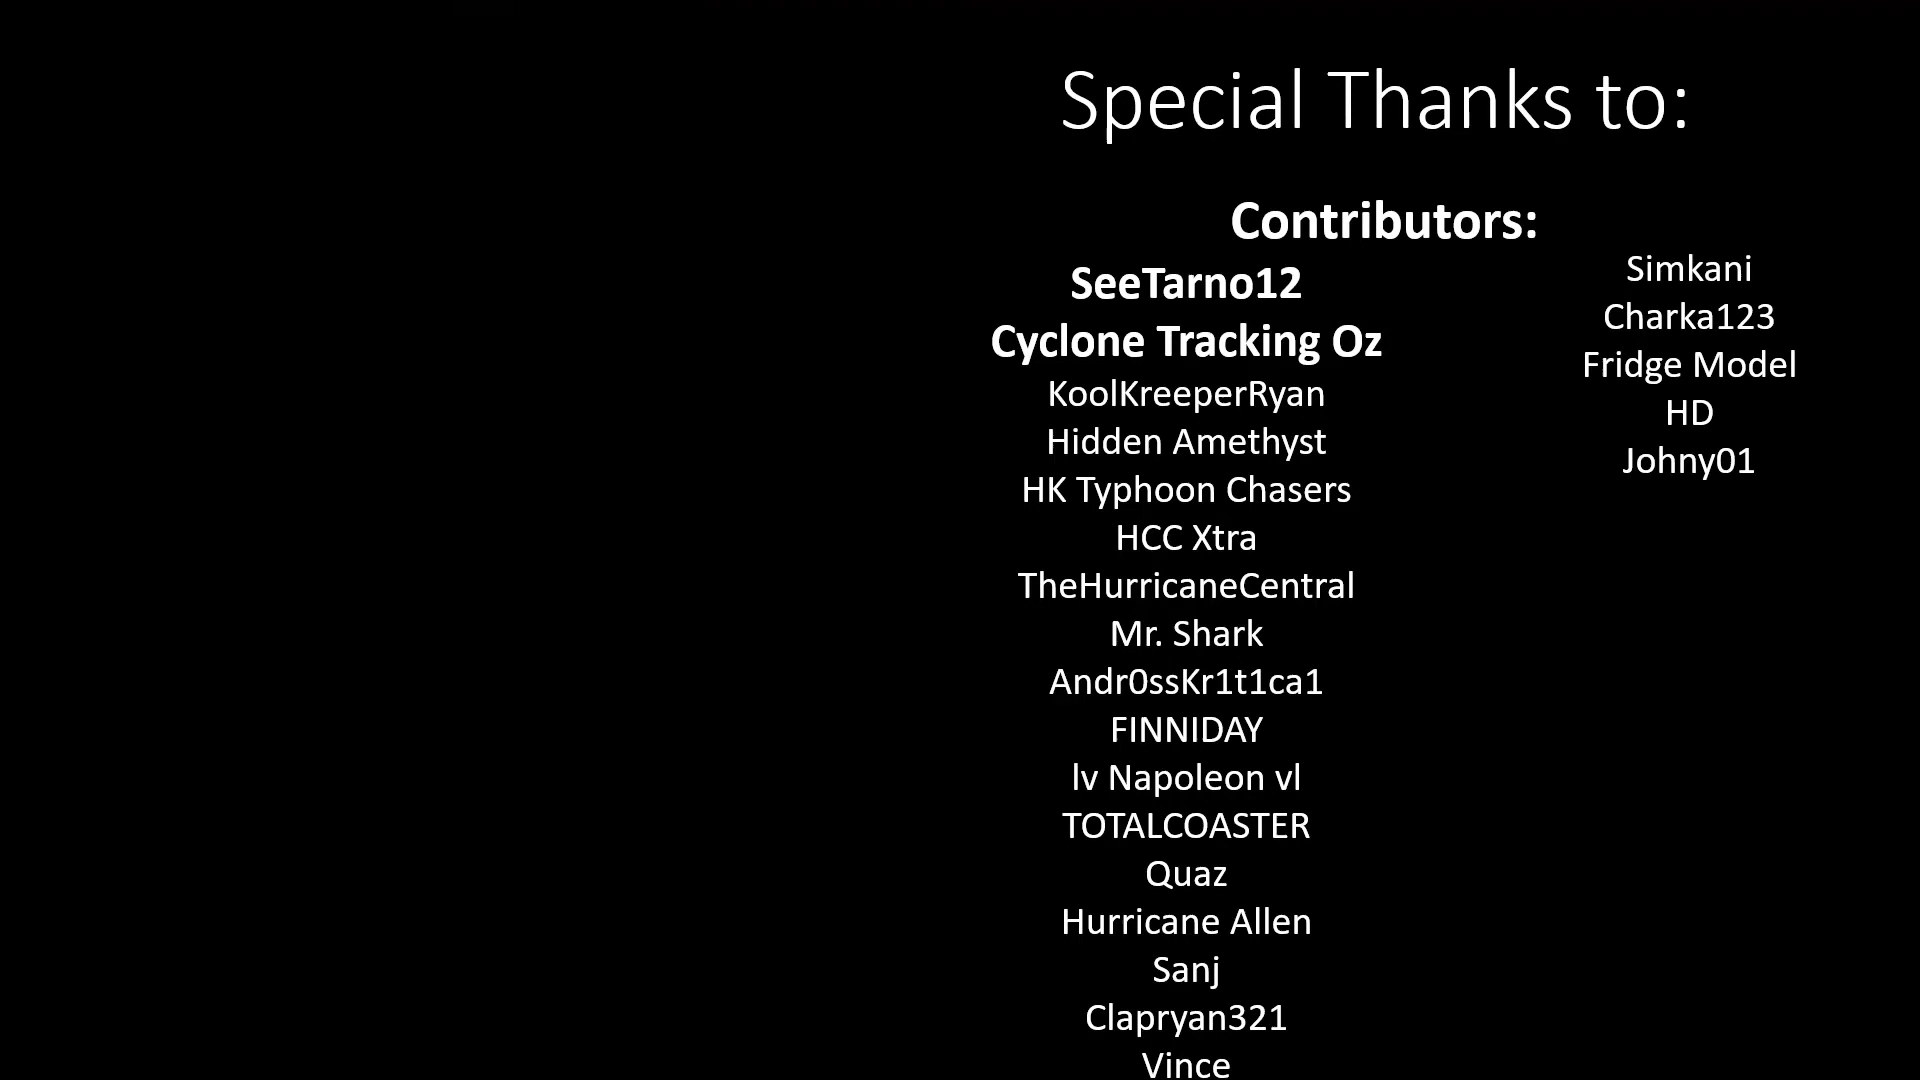 Special Thanks to:
Contributors:
SeeTarno12
Cyclone Tracking Oz
KoolKreeperRyan
Hidden Amethyst
HK Typhoon Chasers
HCC Xtra
TheHurricaneCentral
Mr. Shark
Andr0ssKr1t1ca1
FINNIDAY
lv Napoleon vl
TOTALCOASTER
Quaz
Hurricane Allen
Sanj
Clapryan321
Vince
Simkani
Charka123
Fridge Model
HD
Johny01